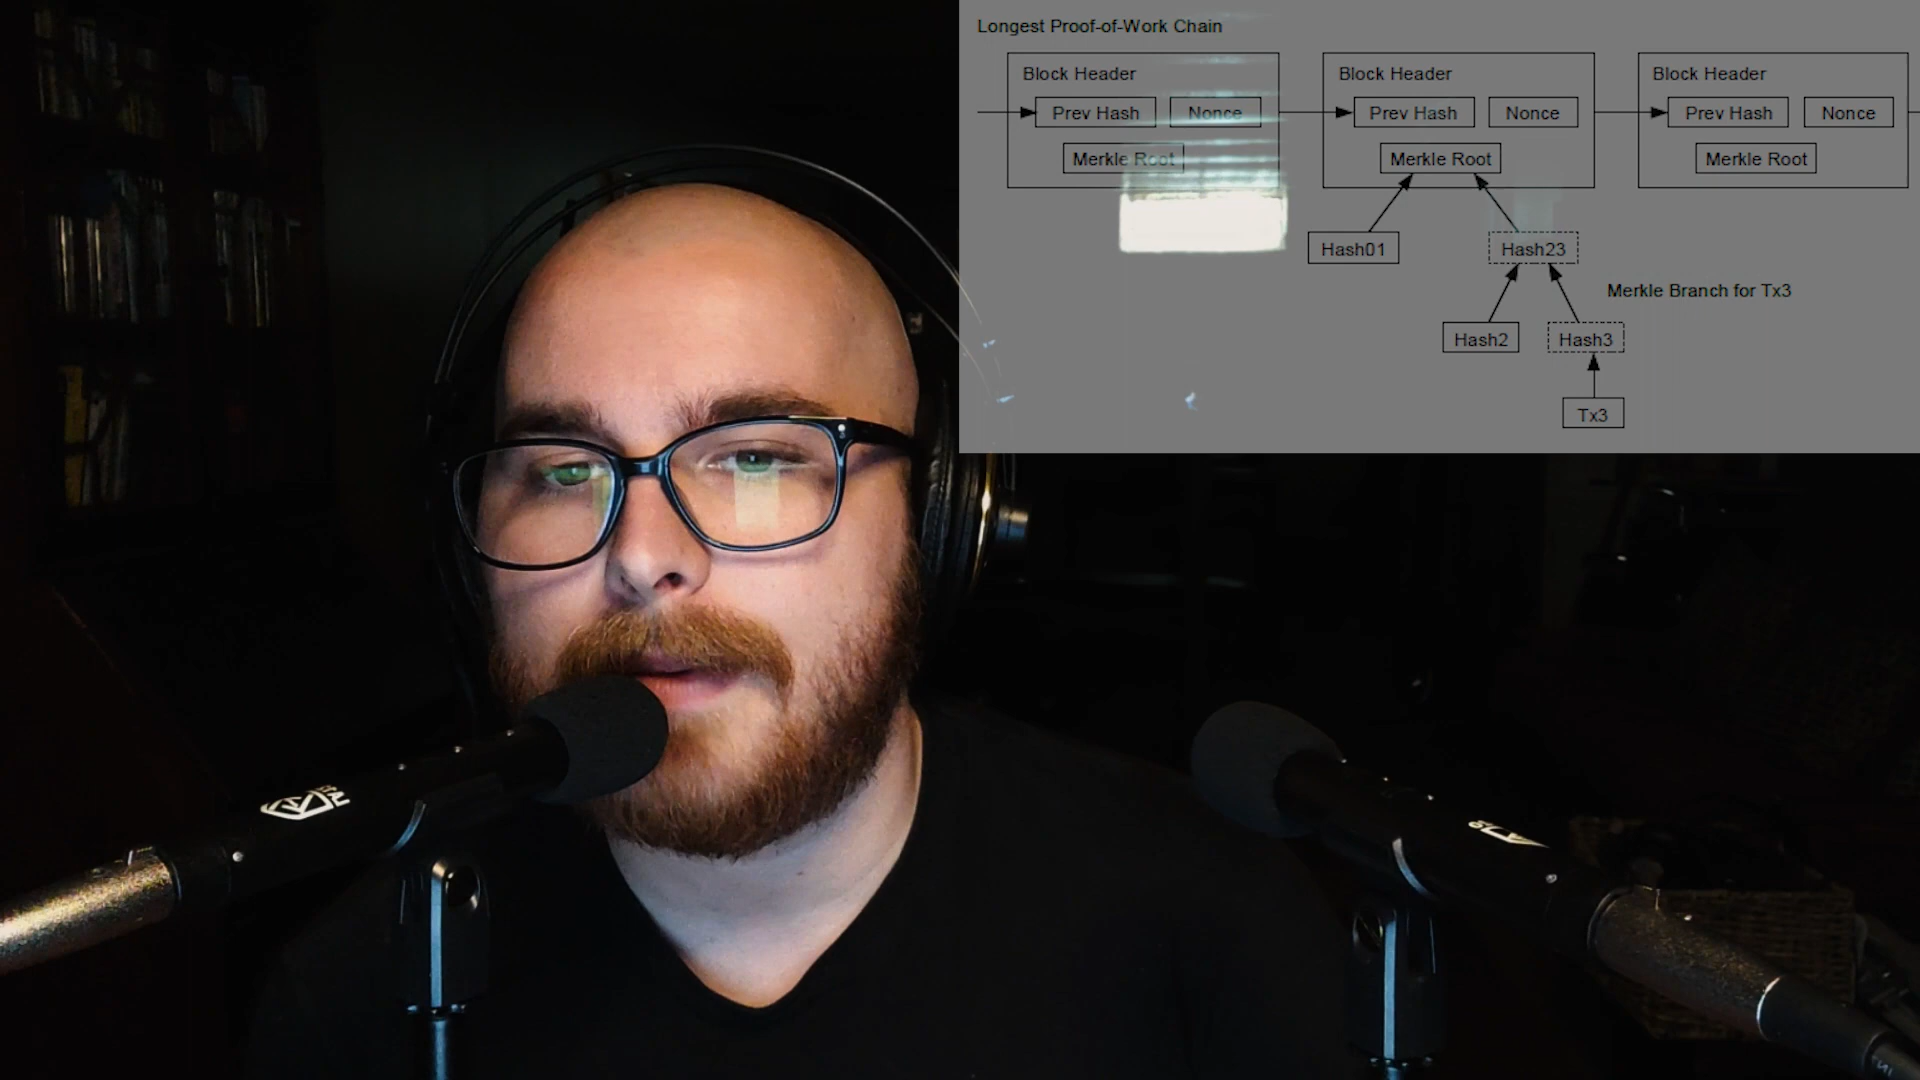 Longest Proof-of-Work Chain
Block Header
Prev Hash
Nonce
Merkle Root
Block Header
Prev Hash
Nonce
Merkle Root
Block Header
Prev Hash
Nonce
Merkle Root
Hash01
Hash23
Merkle Branch for Tx3
Hash2
Hash3
Tx3